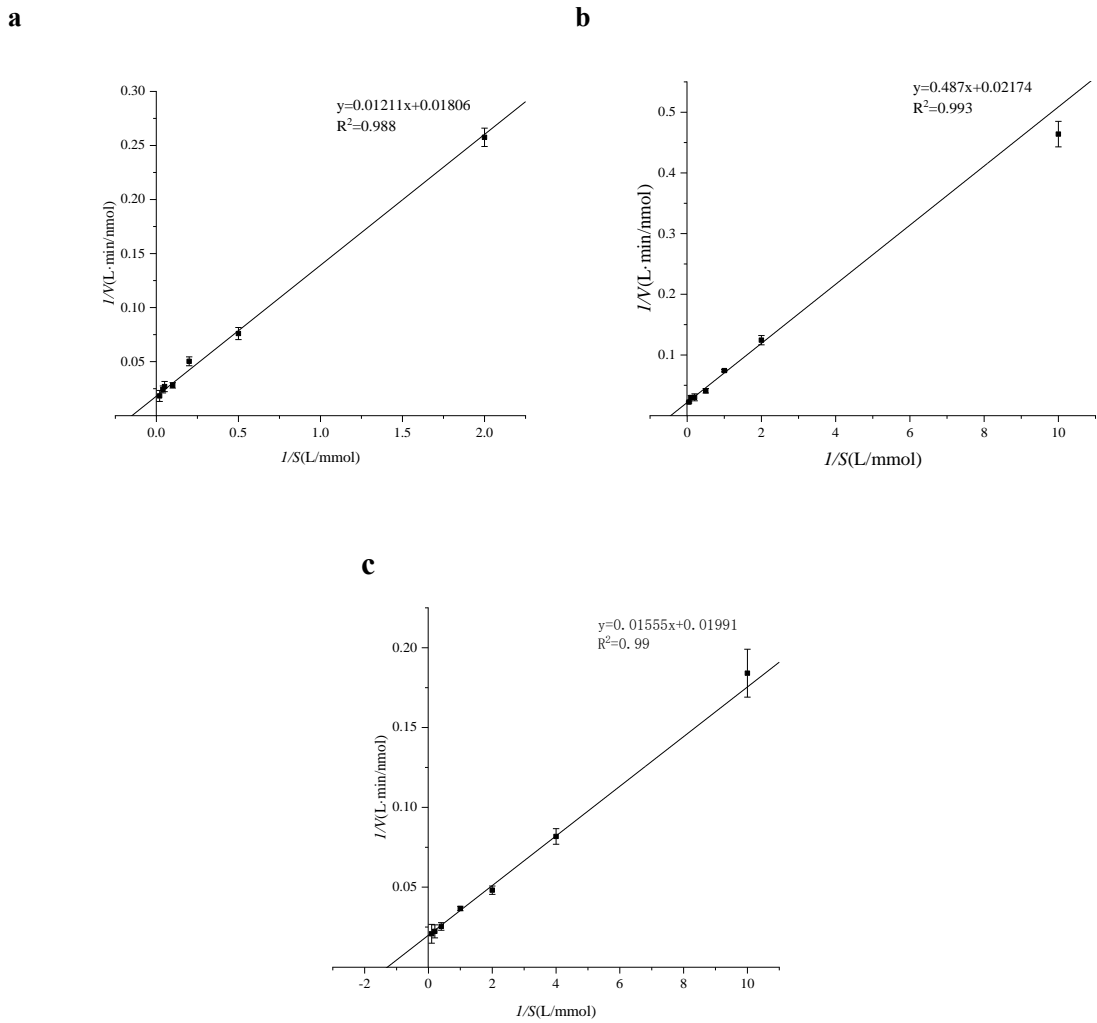 a
b
y=0.01211x+0.01806
R²=0.988
0.30
0.25
0.20
0.15
0.10
0.05
1/V(L·min/nmol)
0.0
0.5
1.0
1.5
2.0
1/S(L/mmol)
y=0.487x+0.02174
R²=0.993
0.5
0.4
0.3
0.2
0.1
1/V(L·min/nmol)
0
2
4
6
8
10
1/S(L/mmol)
c
y=0.01555x+0.01991
R²=0.99
0.20
0.15
0.10
0.05
1/V(L·min/nmol)
-2
0
2
4
6
8
10
1/S(L/mmol)